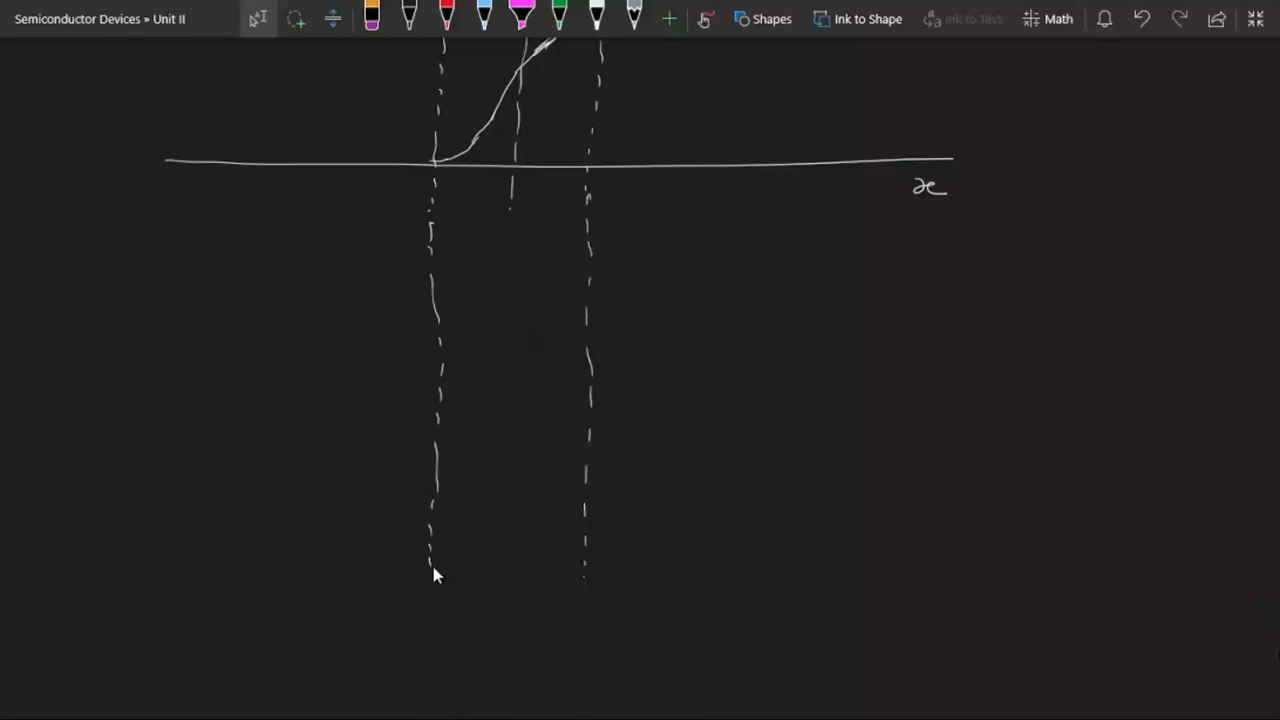 Semiconductor Devices » Unit II
Shapes
Ink to Shape
Ink to Text
Math
x